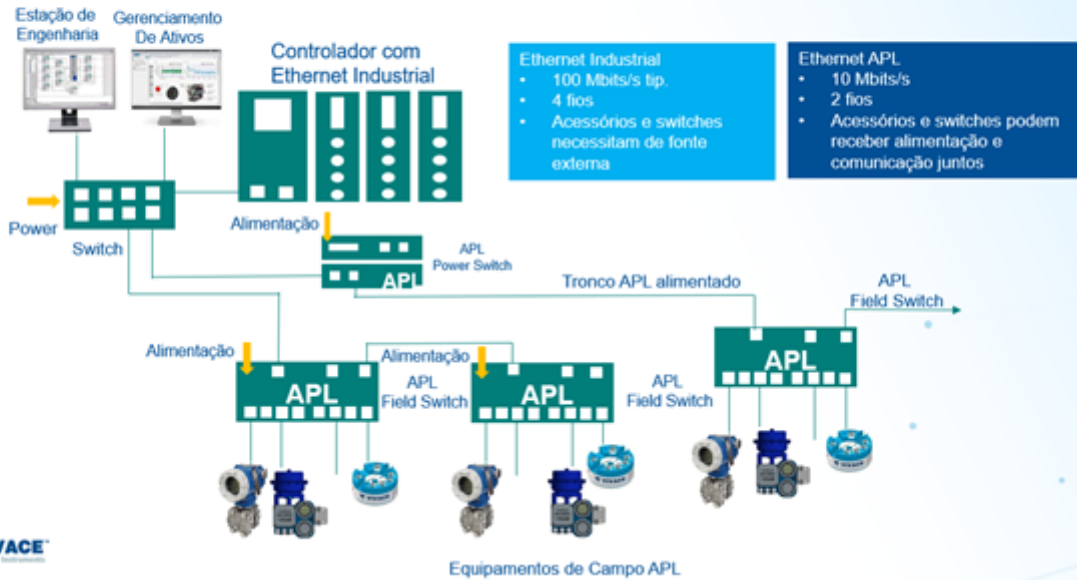 Estação de
Engenharia
Gerenciamento
De Ativos
Controlador com
Ethernet Industrial
Ethernet Industrial
• 100 Mbits/s tip.
• 4 fios
• Acessórios e switches
necessitam de fonte
externa
Ethernet APL
• 10 Mbits/s
• 2 fios
• Acessórios e switches podem
receber alimentação e
comunicação juntos
Power
Switch
Alimentação
APL
Power Switch
APL
Tronco APL alimentado
APL
Field Switch
Alimentação
APL
APL
Field Switch
Alimentação
APL
APL
Field Switch
APL
Equipamentos de Campo APL